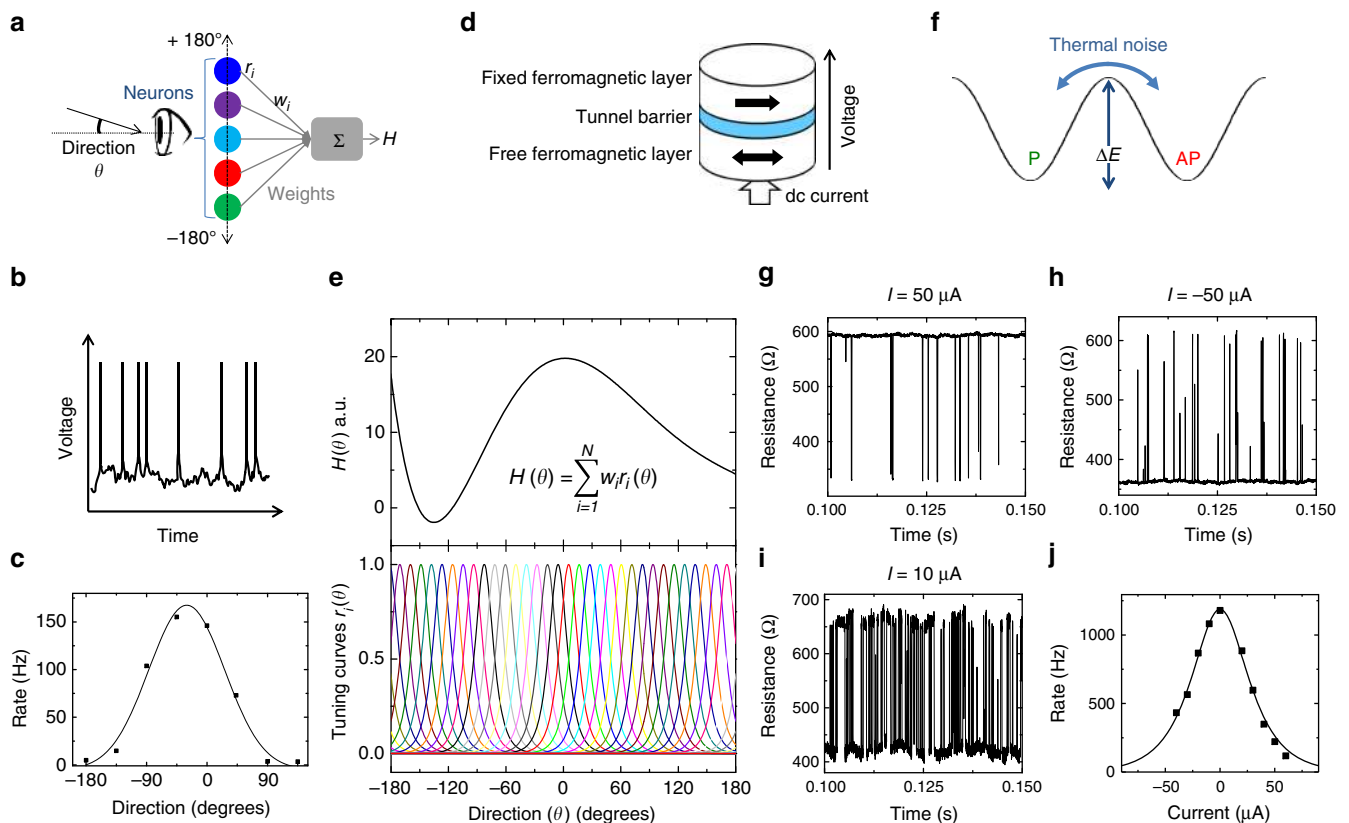 a
+ 180°
r_i
Neurons
w_i
Σ
H
Direction
θ
Weights
−180°
b
Voltage
Time
c
Rate (Hz)
150
100
50
0
−180
−90
0
90
Direction (degrees)
d
Fixed ferromagnetic layer
Tunnel barrier
Free ferromagnetic layer
Voltage
dc current
e
H(θ) a.u.
20
10
0
H (θ) = ∑_{i=1}^{N} w_i r_i (θ)
Tuning curves r_i(θ)
1.0
0.5
0.0
−180
−120
−60
0
60
120
180
Direction (θ) (degrees)
f
Thermal noise
P
ΔE
AP
g
I = 50 μA
Resistance (Ω)
600
500
400
0.100
0.125
0.150
Time (s)
h
I = −50 μA
Resistance (Ω)
600
500
400
0.100
0.125
0.150
Time (s)
i
I = 10 μA
Resistance (Ω)
700
600
500
400
0.100
0.125
0.150
Time (s)
j
Rate (Hz)
1000
500
0
−50
0
50
Current (μA)